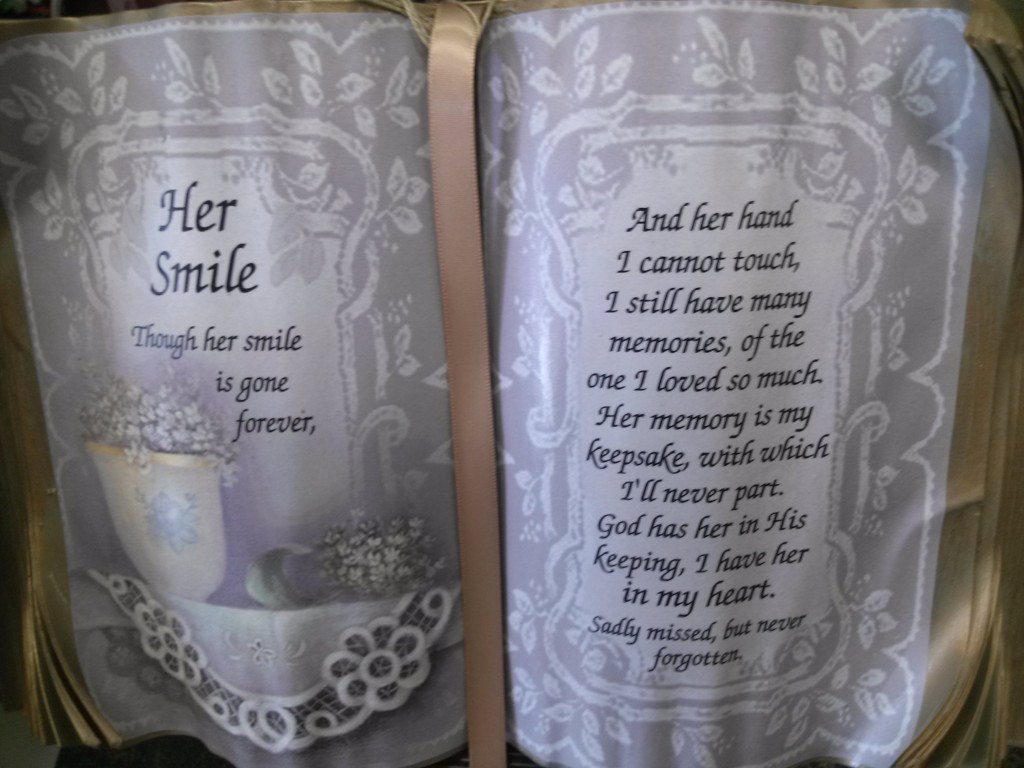 Her
Smile
Though her smile
is gone
forever,
And her hand
I cannot touch,
I still have many
memories, of the
one I loved so much.
Her memory is my
keepsake, with which
I'll never part.
God has her in His
keeping, I have her
in my heart.
Sadly missed, but never
forgotten.